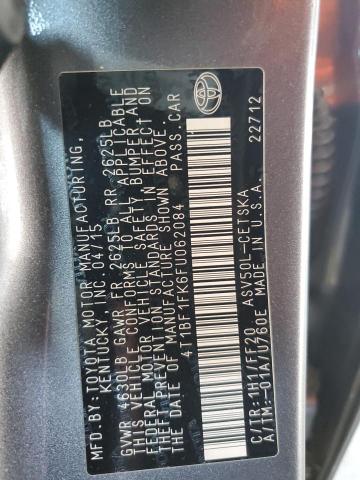 MFD BY:TOYOTA MOTOR MANUFACTURING,
KENTUCKY, INC. 04/15
GVWR 4630LB GAWR FR 2625LB RR 2625LB
THIS VEHICLE CONFORMS TO ALL APPLICABLE
FEDERAL MOTOR VEHICLE SAFETY BUMPER AND
THEFT PREVENTION STANDARDS IN EFFECT ON
THE DATE OF MANUFACTURE SHOWN ABOVE.
4T1BF1FK6FU062084 PASS.CAR
C/TR:1H1/FF20 ASV50L-CETSKA
A/TM:-01A/U760E MADE IN U.S.A. 22712